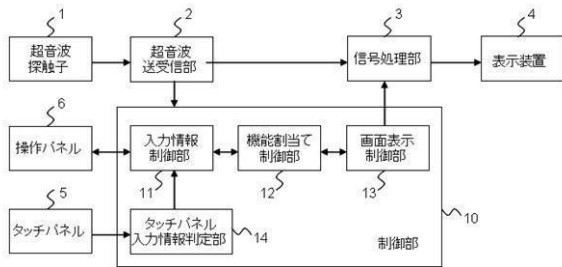 1
2
3
4
超音波
探触子
超音波
送受信部
信号処理部
表示装置
6
操作パネル
入力情報
制御部
機能割当て
制御部
画面表示
制御部
11
12
13
5
タッチパネル
タッチパネル
入力情報判定部
14
制御部
10